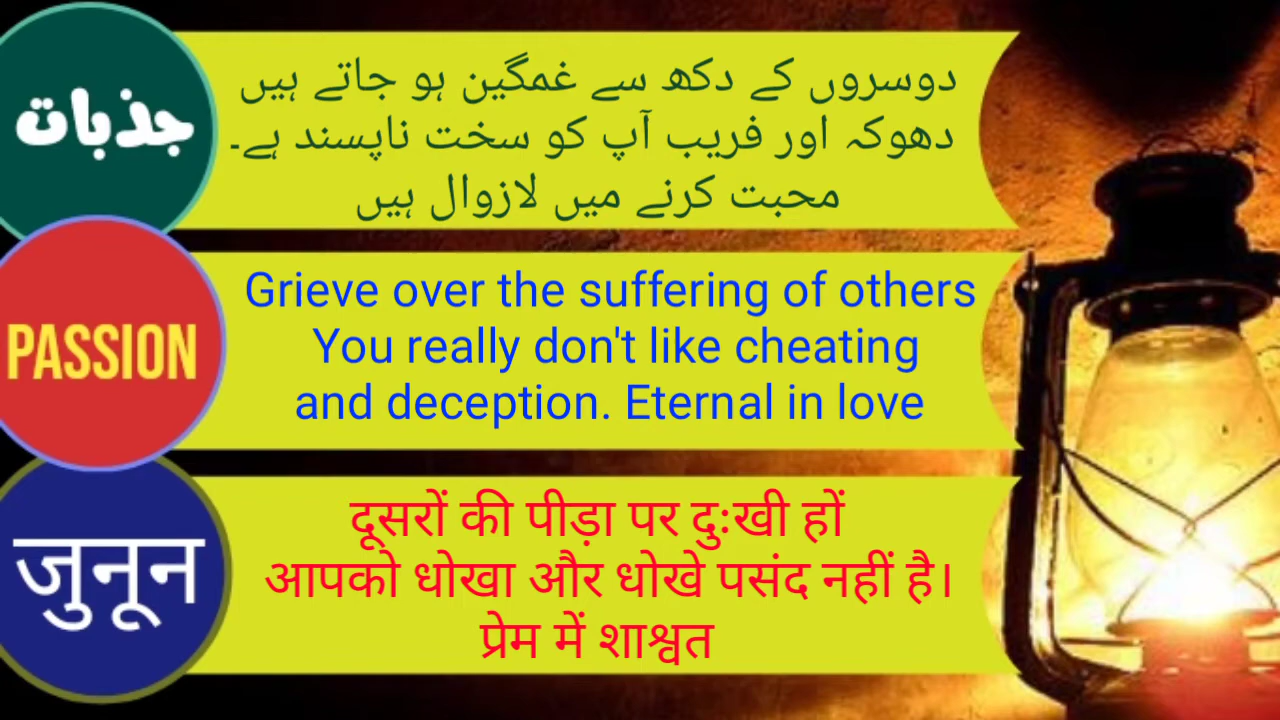 جذبات
دوسروں کے دکھ سے غمگین ہو جاتے ہیں
دھوکہ اور فریب آپ کو سخت ناپسند ہے۔
محبت کرنے میں لازوال ہیں
PASSION
Grieve over the suffering of others
You really don't like cheating
and deception. Eternal in love
जुनून
दूसरों की पीड़ा पर दुःखी हों
आपको धोखा और धोखे पसंद नहीं है।
प्रेम में शाश्वत